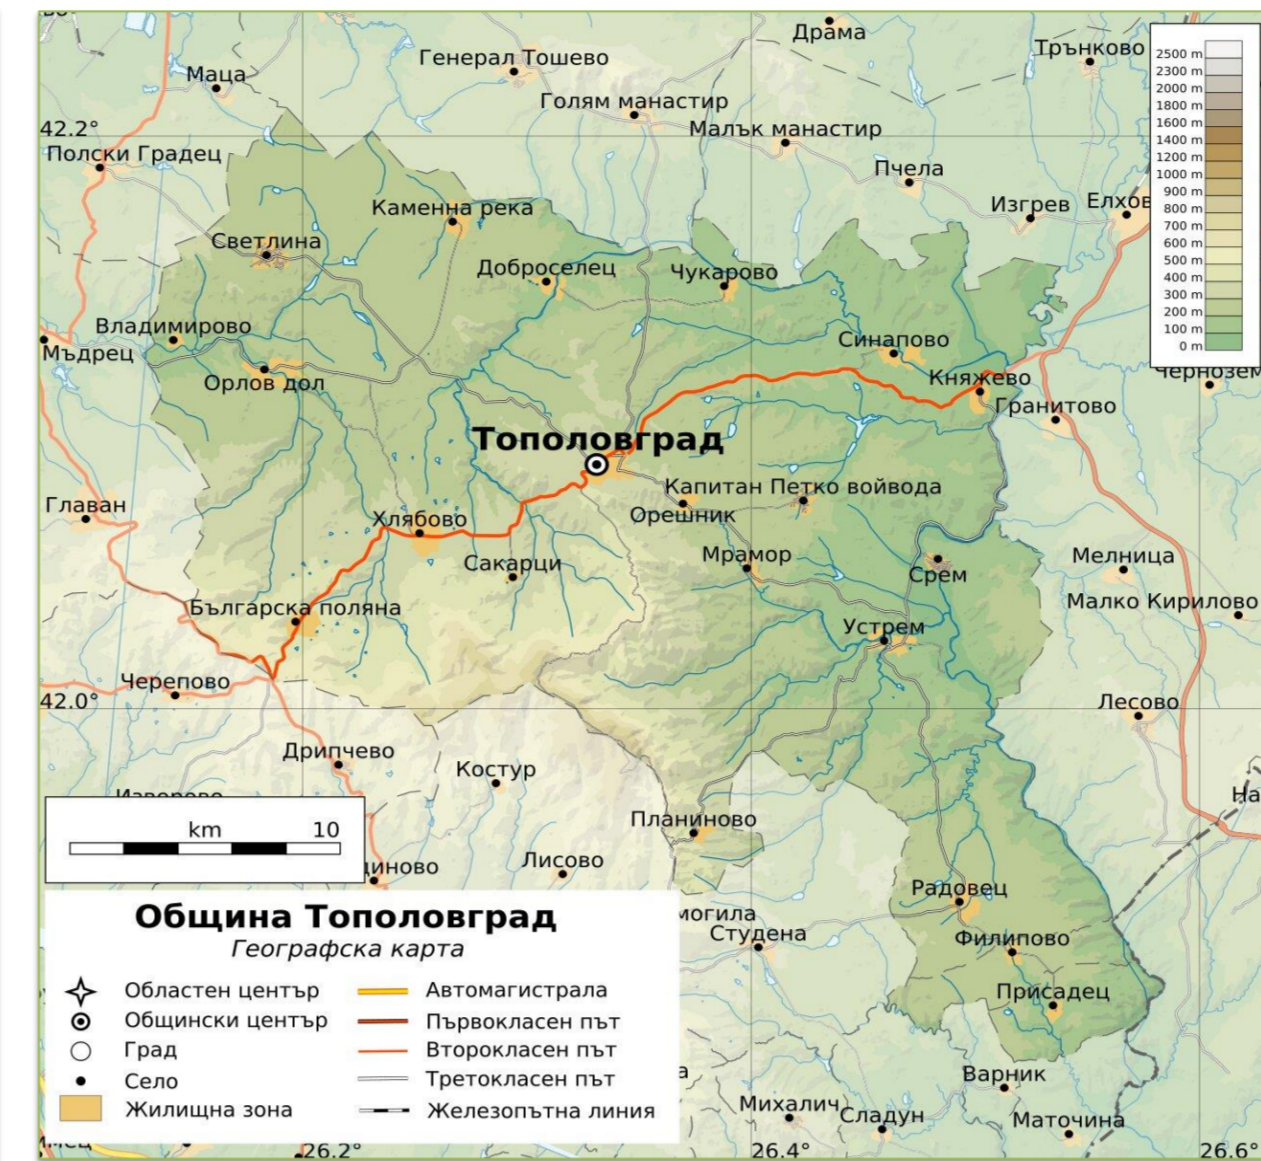 Драма
Трънково
Генерал Тошево
Маца
Голям манастир
42.2°
Малък манастир
Полски Градец
Пчела
Изгрев
Елхов
Каменна река
Светлина
Доброселец
Чукарово
Владимирово
Мъдрец
Синапово
Орлов дол
Княжево
Чернозем
Гранитово
Тополовград
Капитан Петко войвода
Главан
Хлябово
Орешник
Сакарци
Мрамор
Срем
Мелница
Българска поляна
Малко Кирилово
Устрем
Черепово
42.0°
Лесово
Дрипчево
Костур
На
Планиново
Лисово
диново
Радовец
могила
Студена
Филипово
Присадец
Варник
Михалич
Сладун
Маточина
26.2°
26.4°
26.6°
2500 m
2300 m
2000 m
1800 m
1600 m
1400 m
1200 m
1000 m
900 m
800 m
700 m
600 m
500 m
400 m
300 m
200 m
100 m
0 m
km 10
Община Тополовград
Географска карта
Областен център
Общински център
Град
Село
Жилищна зона
Автомагистрала
Първокласен път
Второкласен път
Третокласен път
Железопътна линия